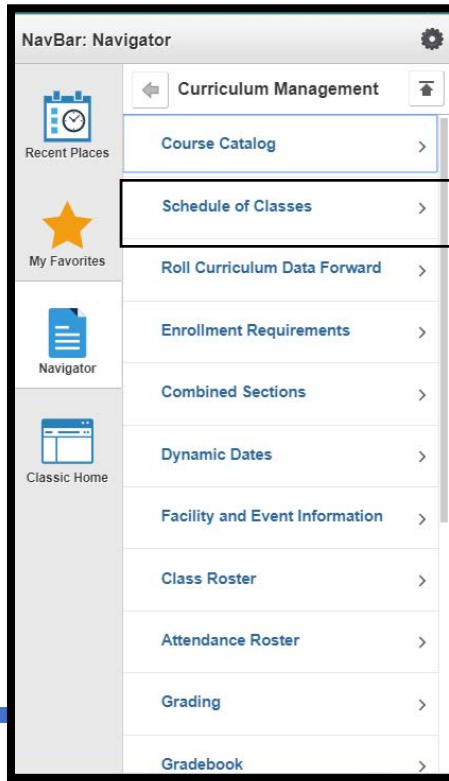 NavBar: Navigator
Recent Places
My Favorites
Navigator
Classic Home
Curriculum Management
Course Catalog
Schedule of Classes
Roll Curriculum Data Forward
Enrollment Requirements
Combined Sections
Dynamic Dates
Facility and Event Information
Class Roster
Attendance Roster
Grading
Gradebook